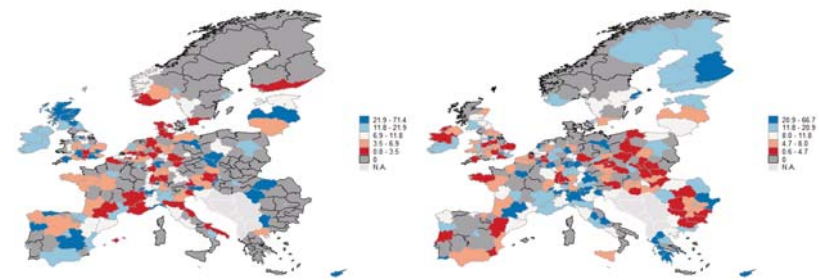 21.9 - 71.4
11.8 - 21.9
6.9 - 11.8
3.5 - 6.9
0.8 - 3.5
0
N.A.
20.9 - 66.7
11.8 - 20.9
8.0 - 11.8
4.7 - 8.0
0.6 - 4.7
0
N.A.